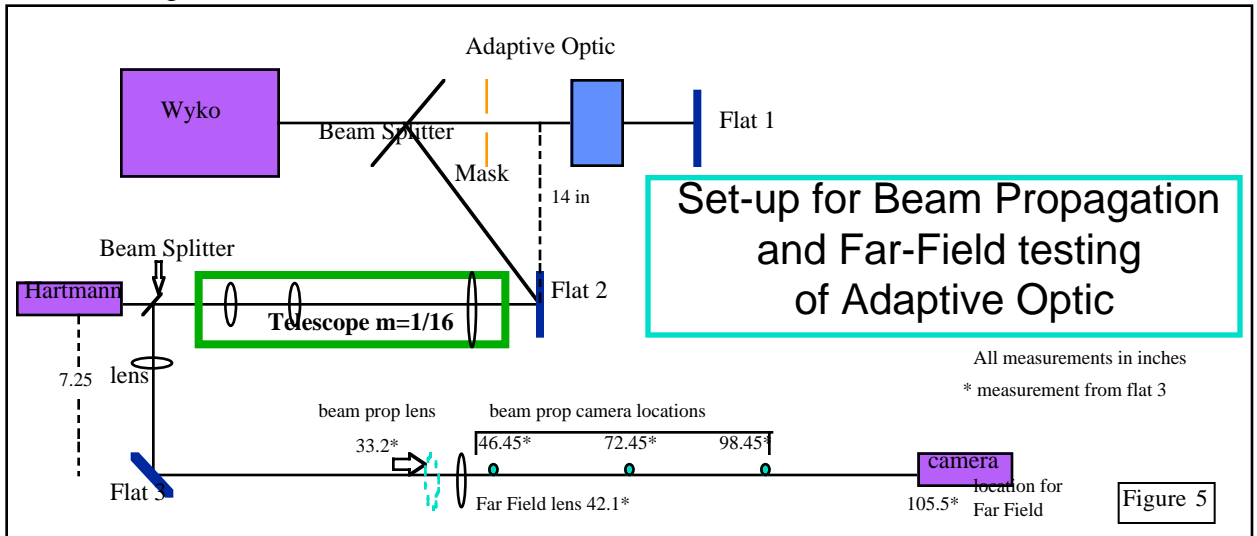 Adaptive Optic
Wyko
Beam Splitter
Flat 1
Mask
14 in
Set-up for Beam Propagation
and Far-Field testing
of Adaptive Optic
Beam Splitter
Hartmann
Flat 2
Telescope m=1/16
All measurements in inches
* measurement from flat 3
7.25
lens
beam prop lens
33.2*
beam prop camera locations
46.45*
72.45*
98.45*
Flat 3
Far Field lens 42.1*
camera
105.5*
location for
Far Field
Figure 5